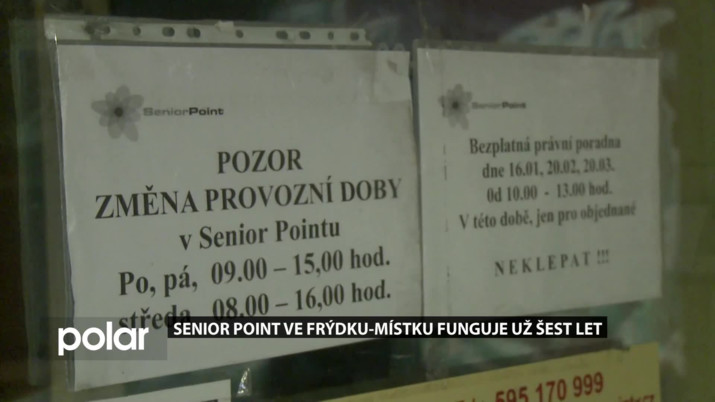 SeniorPoint
POZOR
ZMĚNA PROVOZNÍ DOBY
v Senior Pointu
Po, pá, 09.00 – 15,00 hod.
středa 08.00 – 16,00 hod.
SeniorPoint
Bezplatná právní poradna
dne 16.01, 20.02, 20.03.
od 10.00 - 13.00 hod.
V této době, jen pro objednané
NEKLEPAT !!!
SENIOR POINT VE FRÝDKU-MÍSTKU FUNGUJE UŽ ŠEST LET
polar
595 170 999